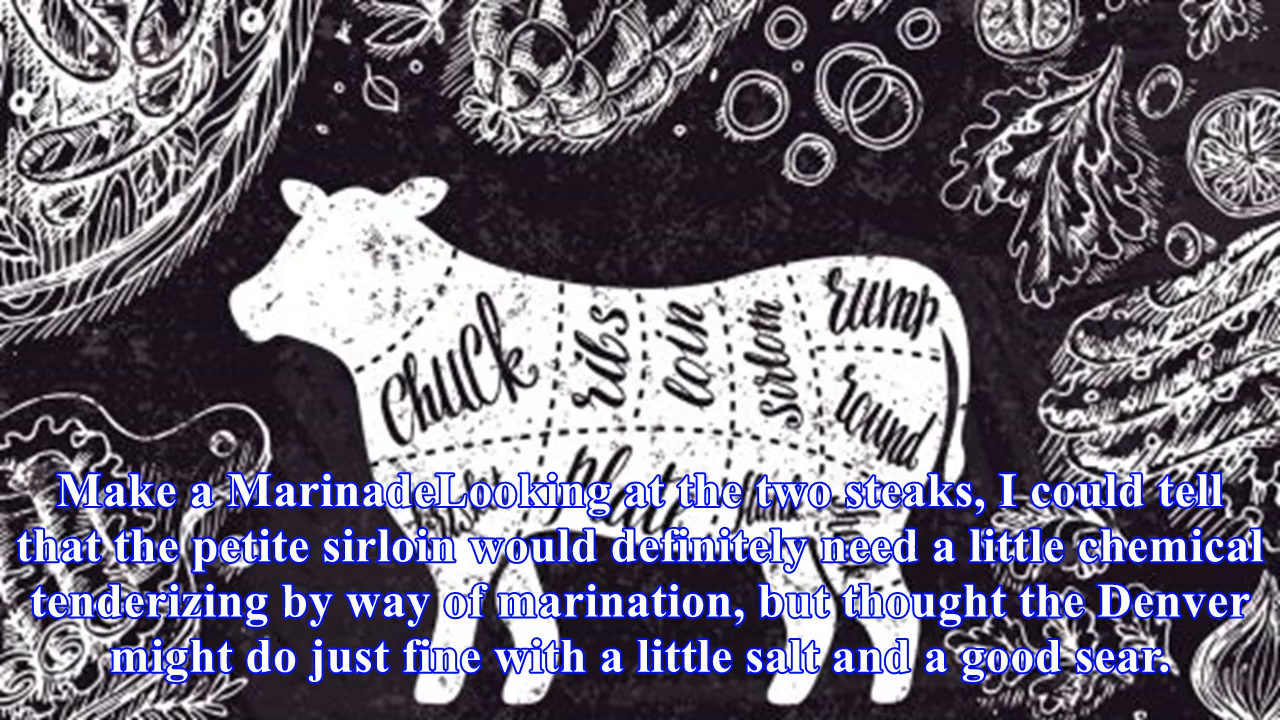 chuck
ribs
loin
sirloin
rump
round
Make a MarinadeLooking at the two steaks, I could tell
that the petite sirloin would definitely need a little chemical
tenderizing by way of marination, but thought the Denver
might do just fine with a little salt and a good sear.